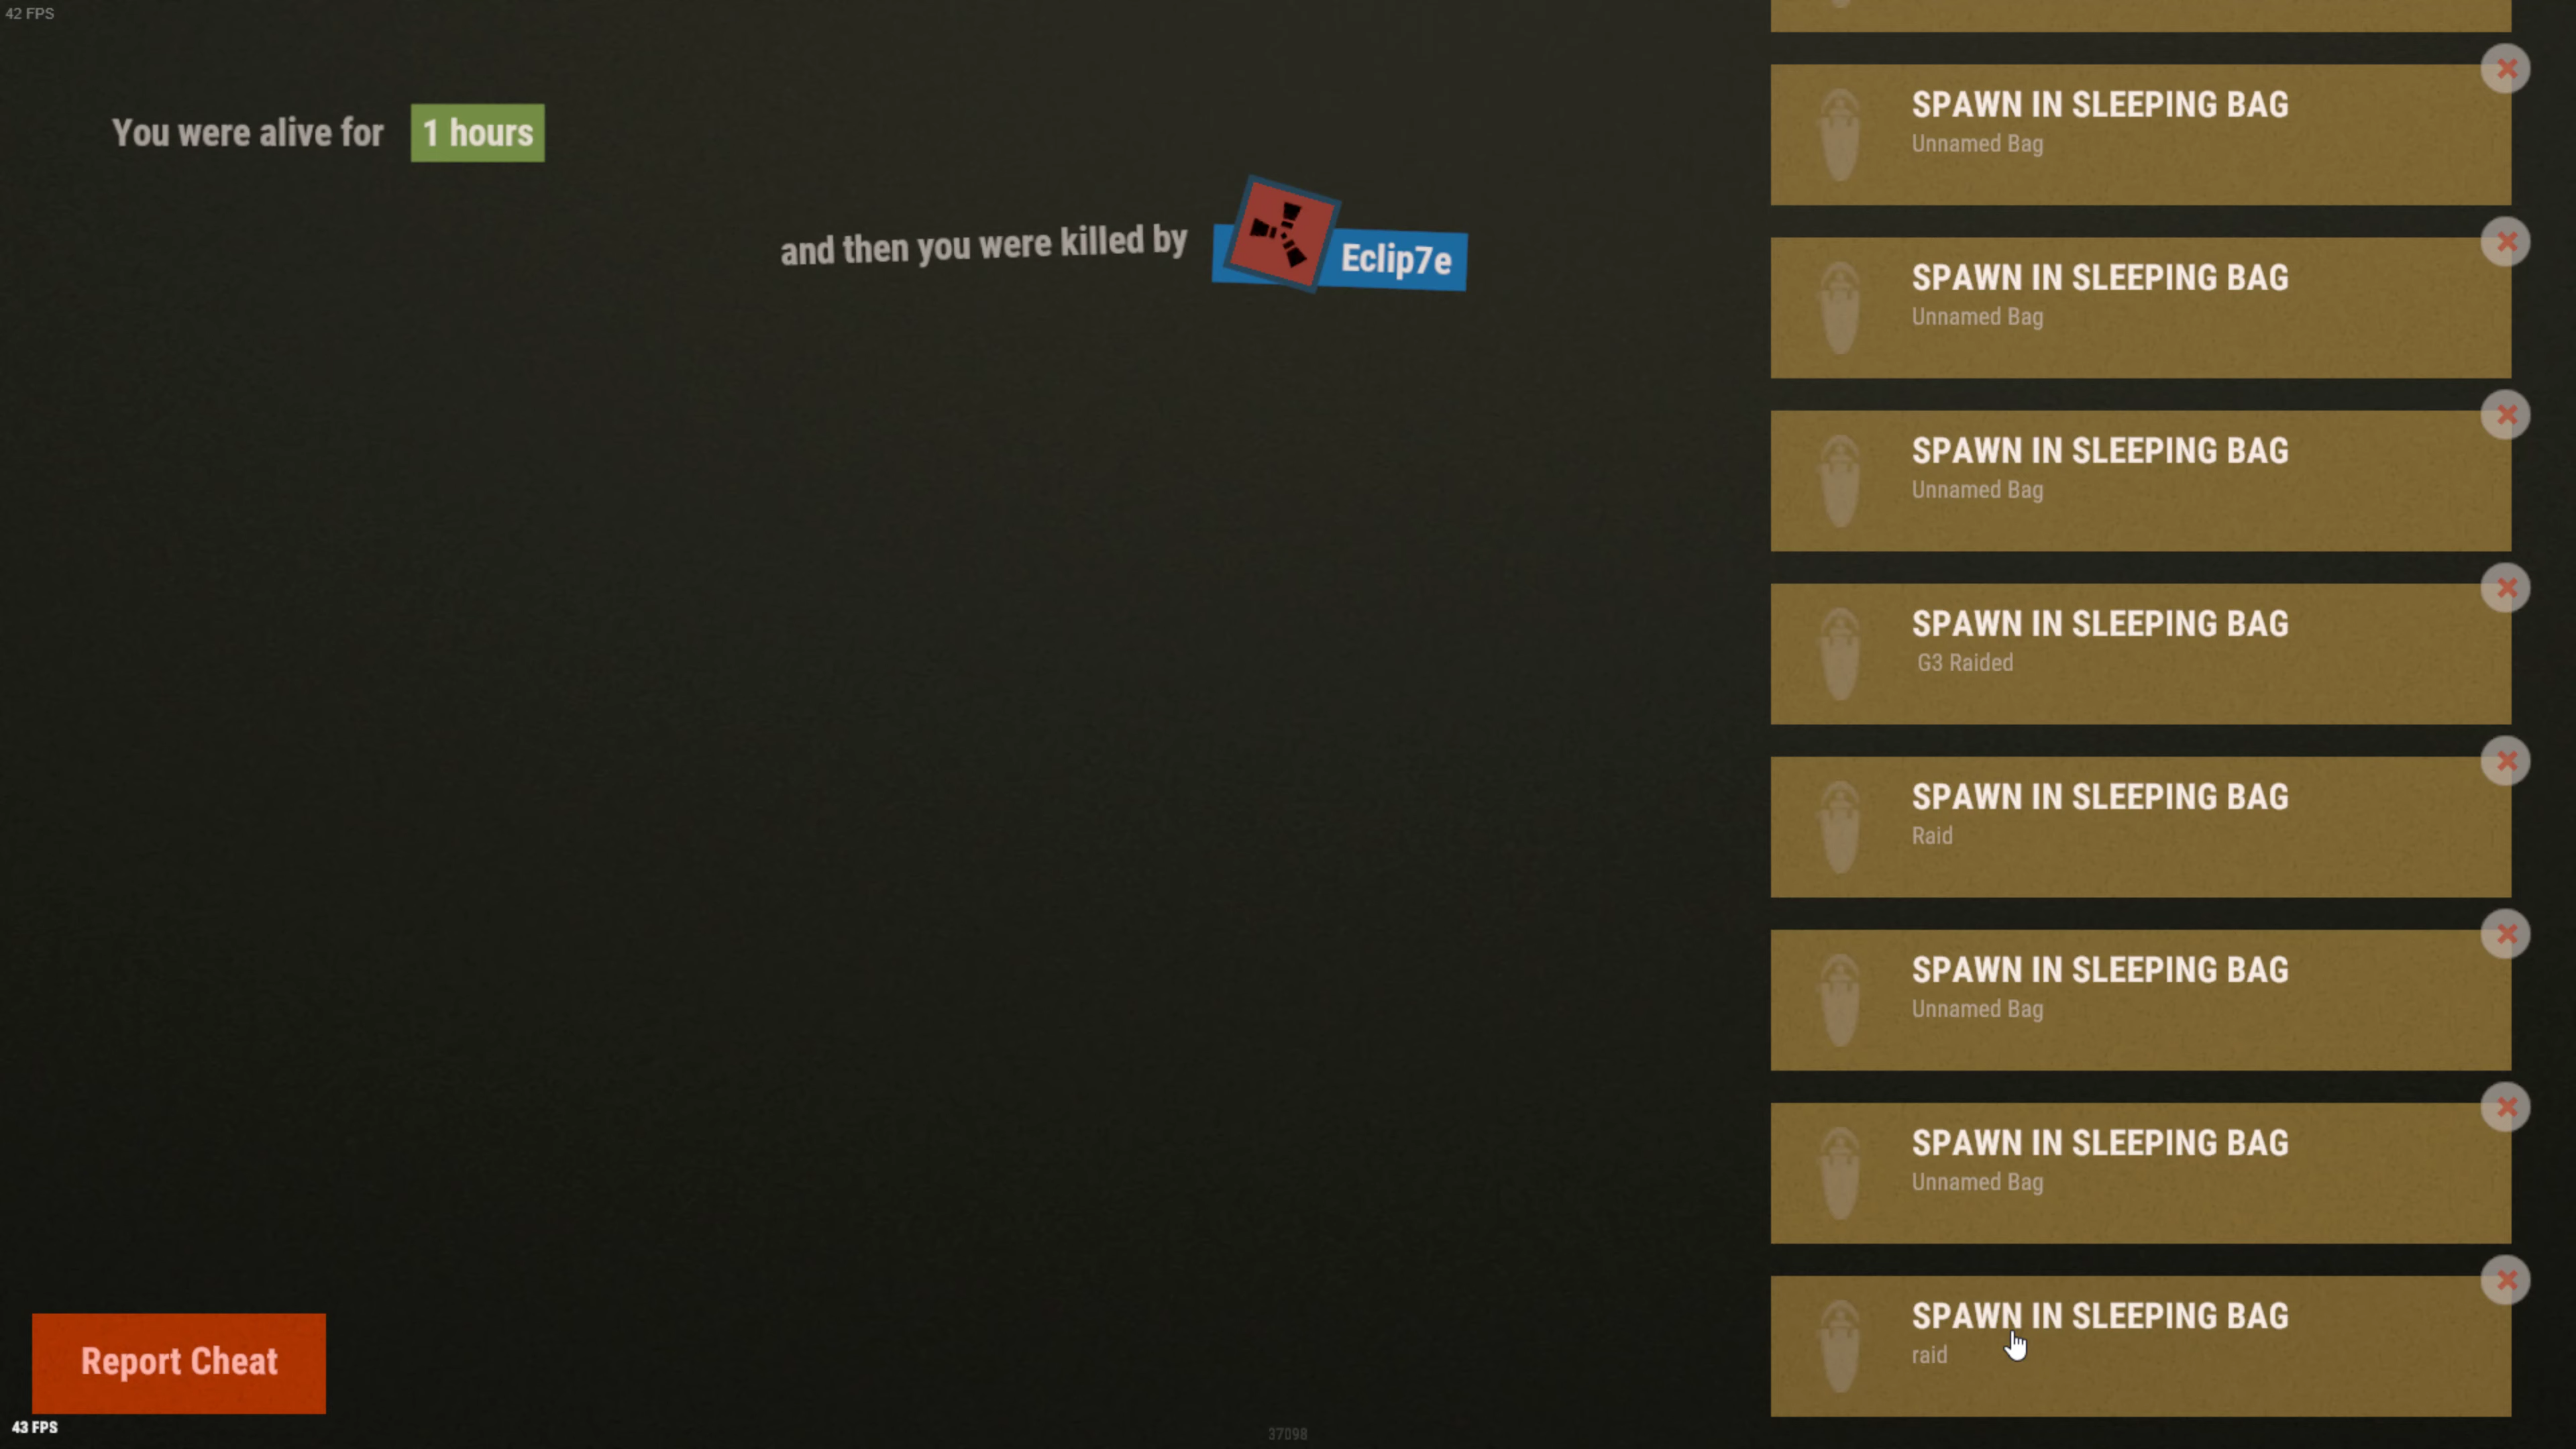 42 FPS
You were alive for 1 hours
and then you were killed by Eclip7e
SPAWN IN SLEEPING BAG
Unnamed Bag
SPAWN IN SLEEPING BAG
Unnamed Bag
SPAWN IN SLEEPING BAG
Unnamed Bag
SPAWN IN SLEEPING BAG
G3 Raided
SPAWN IN SLEEPING BAG
Raid
SPAWN IN SLEEPING BAG
Unnamed Bag
SPAWN IN SLEEPING BAG
Unnamed Bag
SPAWN IN SLEEPING BAG
raid
Report Cheat
43 FPS
37098